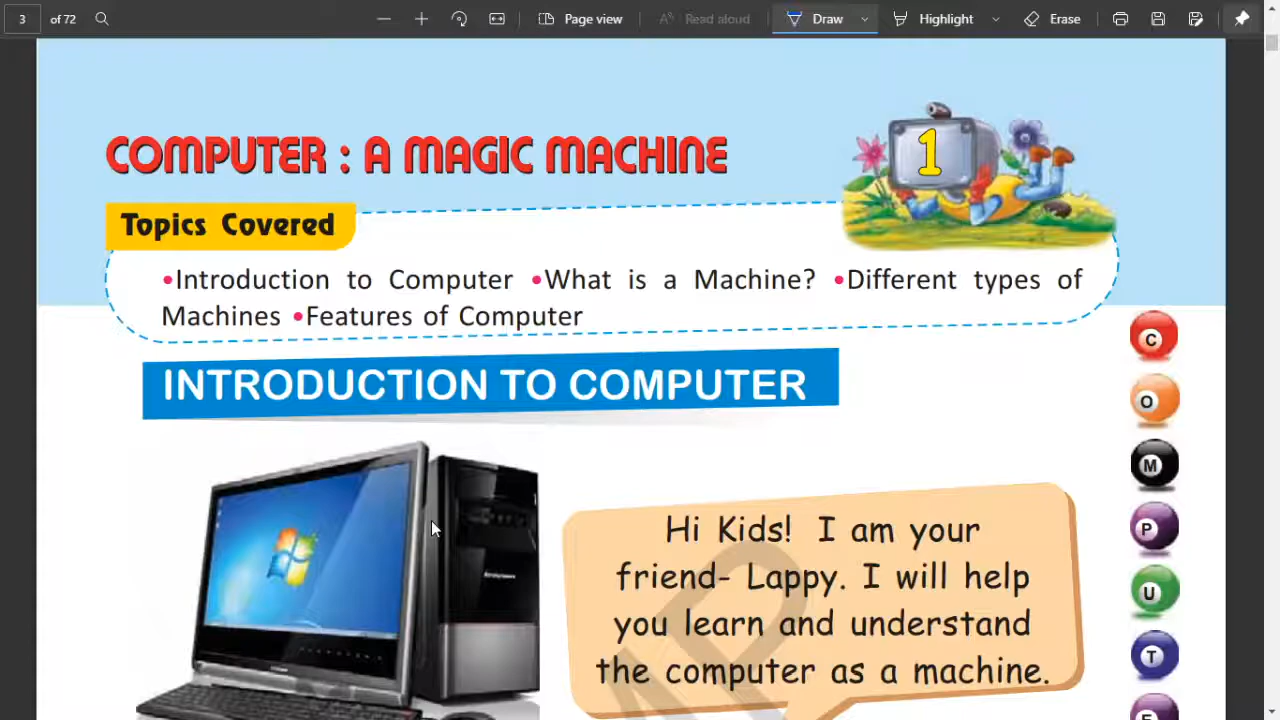 3 of 72 Page view Read aloud Draw Highlight Erase
COMPUTER : A MAGIC MACHINE
1
Topics Covered
•Introduction to Computer •What is a Machine? •Different types of
Machines •Features of Computer
INTRODUCTION TO COMPUTER
Hi Kids! I am your
friend- Lappy. I will help
you learn and understand
the computer as a machine.
C
O
M
P
U
T
E